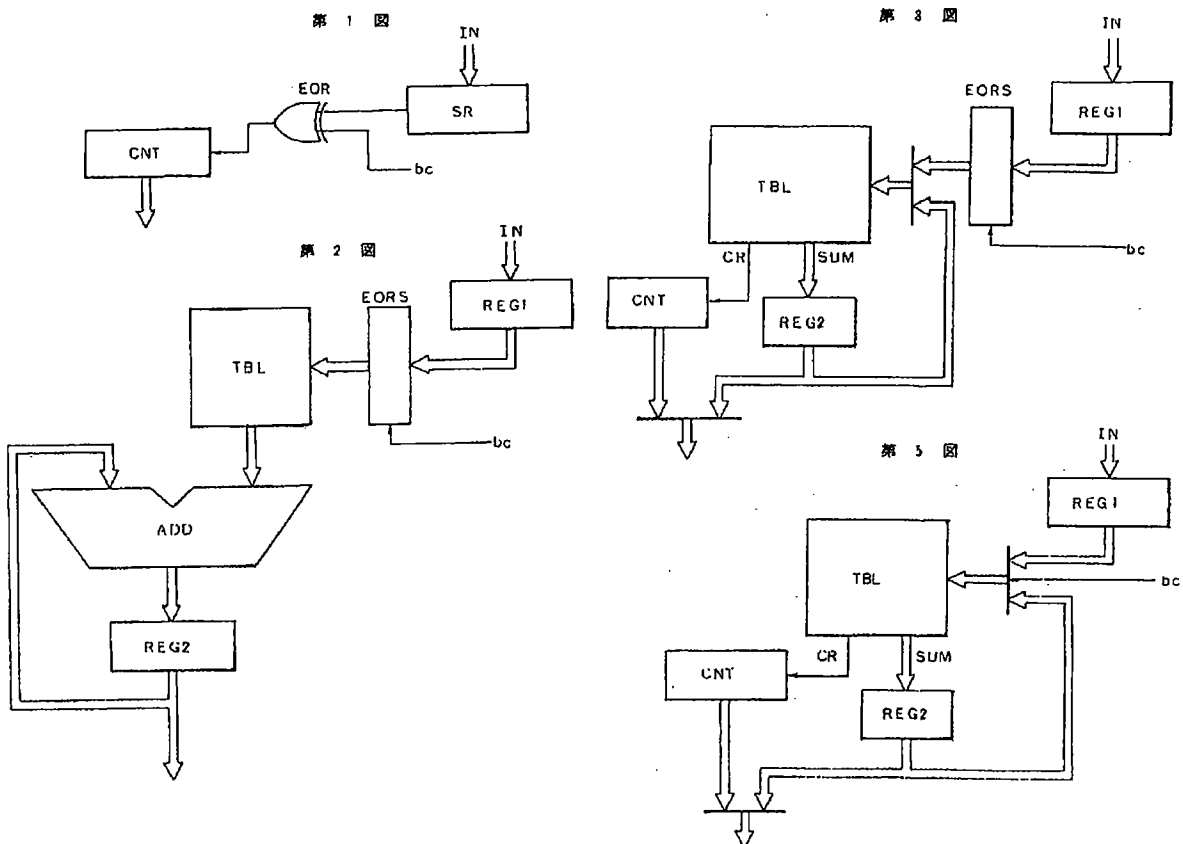 第 1 図
IN
EOR
SR
CNT
bc
第 2 図
IN
EORS
REG1
TBL
bc
ADD
REG2
第 3 図
IN
EORS
REG1
TBL
bc
CR
SUM
CNT
REG2
第 5 図
IN
REG1
TBL
bc
CR
SUM
CNT
REG2